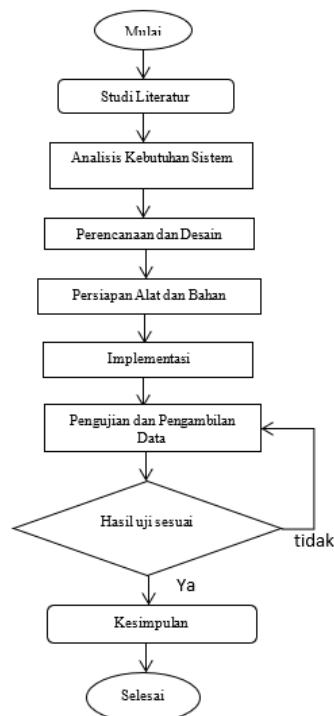 Mulai
Studi Literatur
Analisis Kebutuhan Sistem
Perencanaan dan Desain
Persiapan Alat dan Bahan
Implementasi
Pengujian dan Pengambilan
Data
Hasil uji sesuai
tidak
Ya
Kesimpulan
Selesai